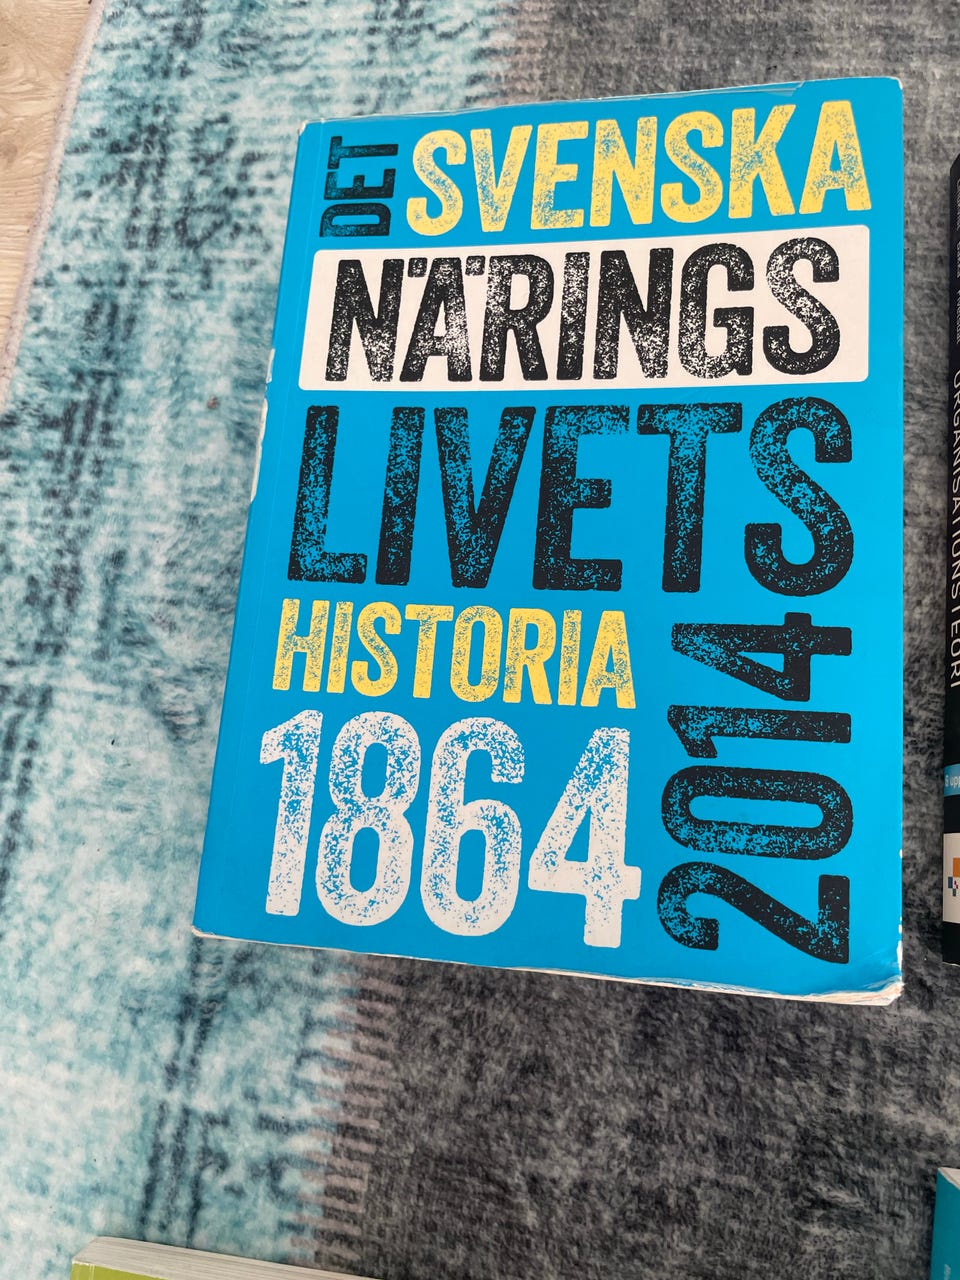 DET
SVENSKA
NÄRINGS
LIVETS
HISTORIA
1864
2014
ORGANISATIONSTEORI